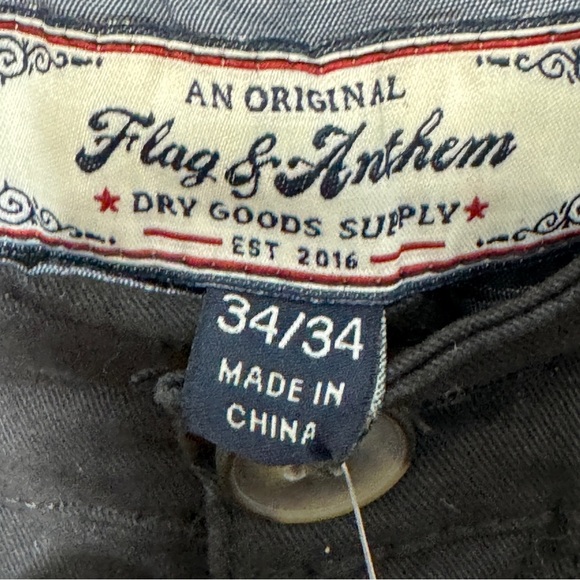 AN ORIGINAL
Flag & Anthem
DRY GOODS SUPPLY
EST 2016
34/34
MADE IN
CHINA